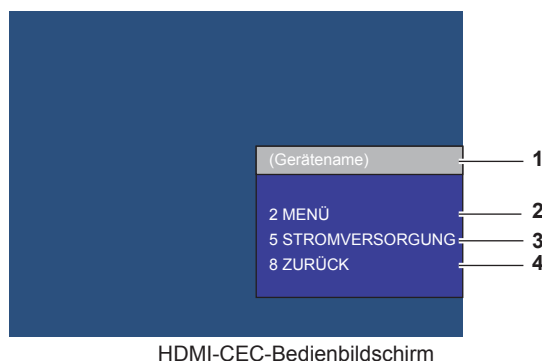 (Gerätename) 1
2 MENÜ 2
5 STROMVERSORGUNG 3
8 ZURÜCK 4
HDMI-CEC-Bedienbildschirm